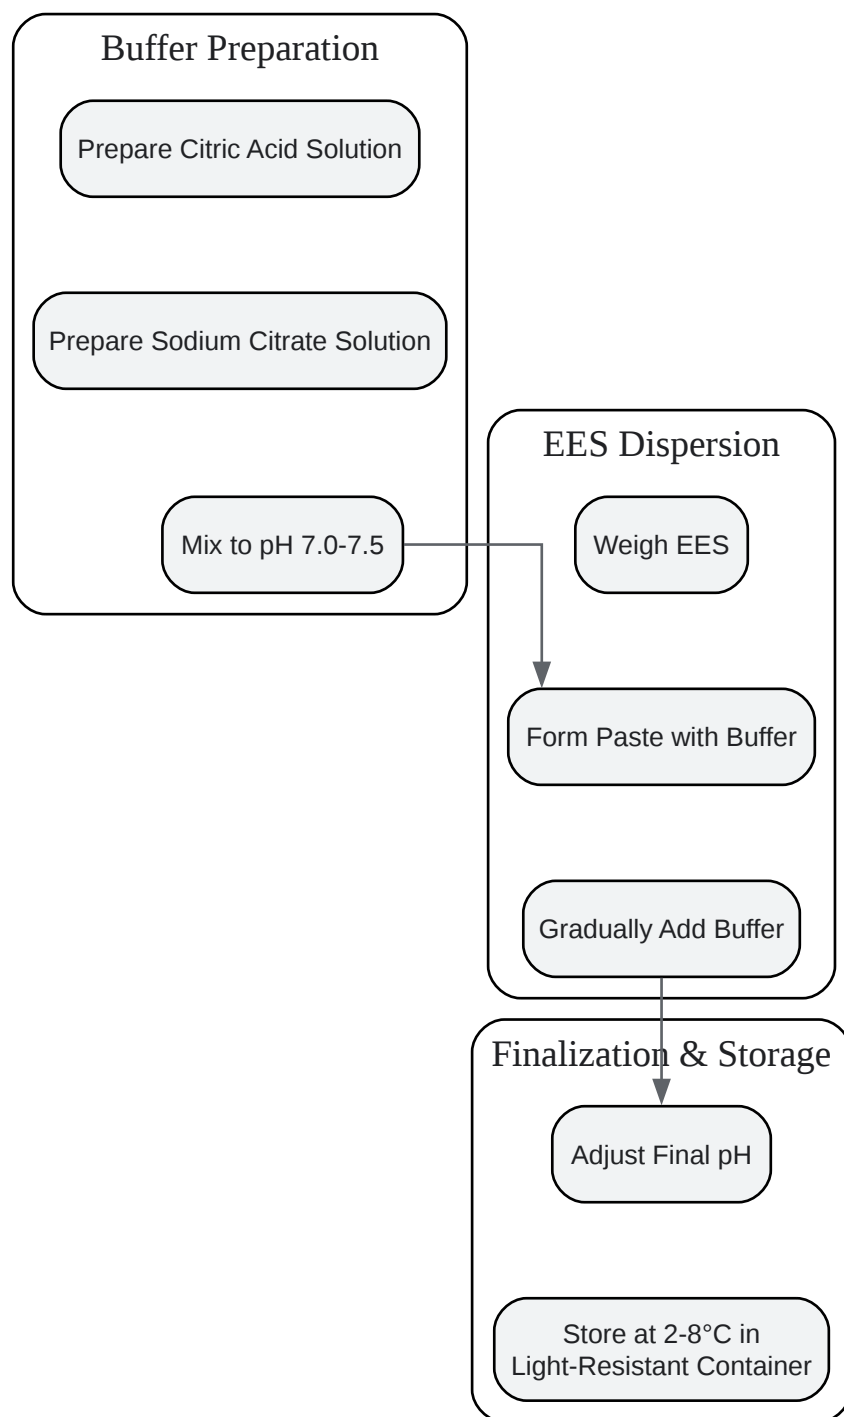 Buffer Preparation
Prepare Citric Acid Solution
Prepare Sodium Citrate Solution
Mix to pH 7.0-7.5
EES Dispersion
Weigh EES
Form Paste with Buffer
Gradually Add Buffer
Finalization & Storage
Adjust Final pH
Store at 2-8°C in
Light-Resistant Container